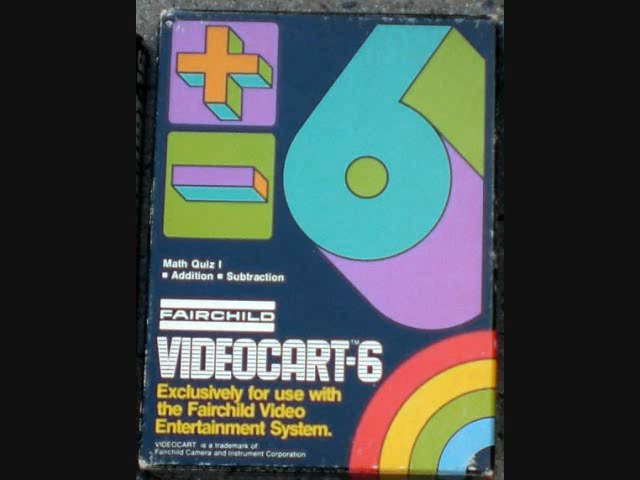 6
Math Quiz I
▪ Addition ▪ Subtraction
FAIRCHILD
VIDEOCART™-6
Exclusively for use with
the Fairchild Video
Entertainment System.
VIDEOCART is a trademark of
Fairchild Camera and Instrument Corporation